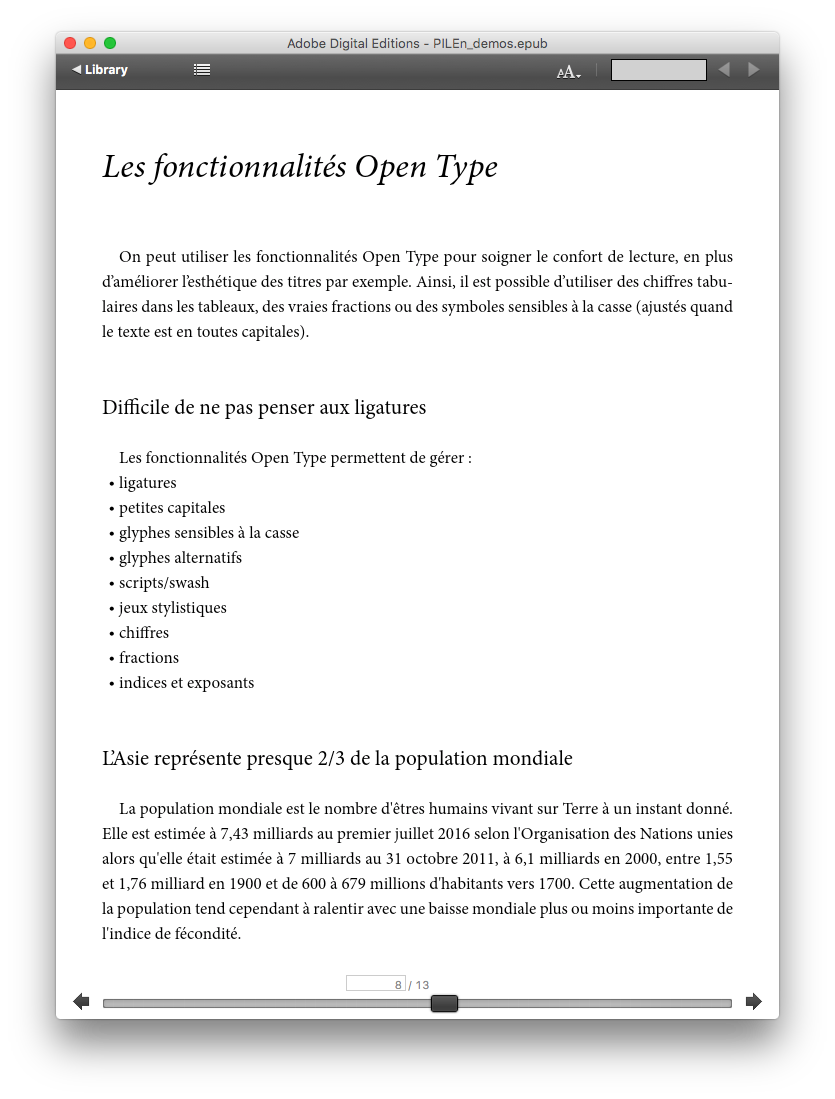 Adobe Digital Editions - PILEn_demos.epub
◀ Library
AA
Les fonctionnalités Open Type
On peut utiliser les fonctionnalités Open Type pour soigner le confort de lecture, en plus
d’améliorer l’esthétique des titres par exemple. Ainsi, il est possible d’utiliser des chiffres tabu-
laires dans les tableaux, des vraies fractions ou des symboles sensibles à la casse (ajustés quand
le texte est en toutes capitales).
Difficile de ne pas penser aux ligatures
Les fonctionnalités Open Type permettent de gérer :
• ligatures
• petites capitales
• glyphes sensibles à la casse
• glyphes alternatifs
• scripts/swash
• jeux stylistiques
• chiffres
• fractions
• indices et exposants
L’Asie représente presque 2/3 de la population mondiale
La population mondiale est le nombre d'êtres humains vivant sur Terre à un instant donné.
Elle est estimée à 7,43 milliards au premier juillet 2016 selon l'Organisation des Nations unies
alors qu'elle était estimée à 7 milliards au 31 octobre 2011, à 6,1 milliards en 2000, entre 1,55
et 1,76 milliard en 1900 et de 600 à 679 millions d'habitants vers 1700. Cette augmentation de
la population tend cependant à ralentir avec une baisse mondiale plus ou moins importante de
l'indice de fécondité.
8 / 13